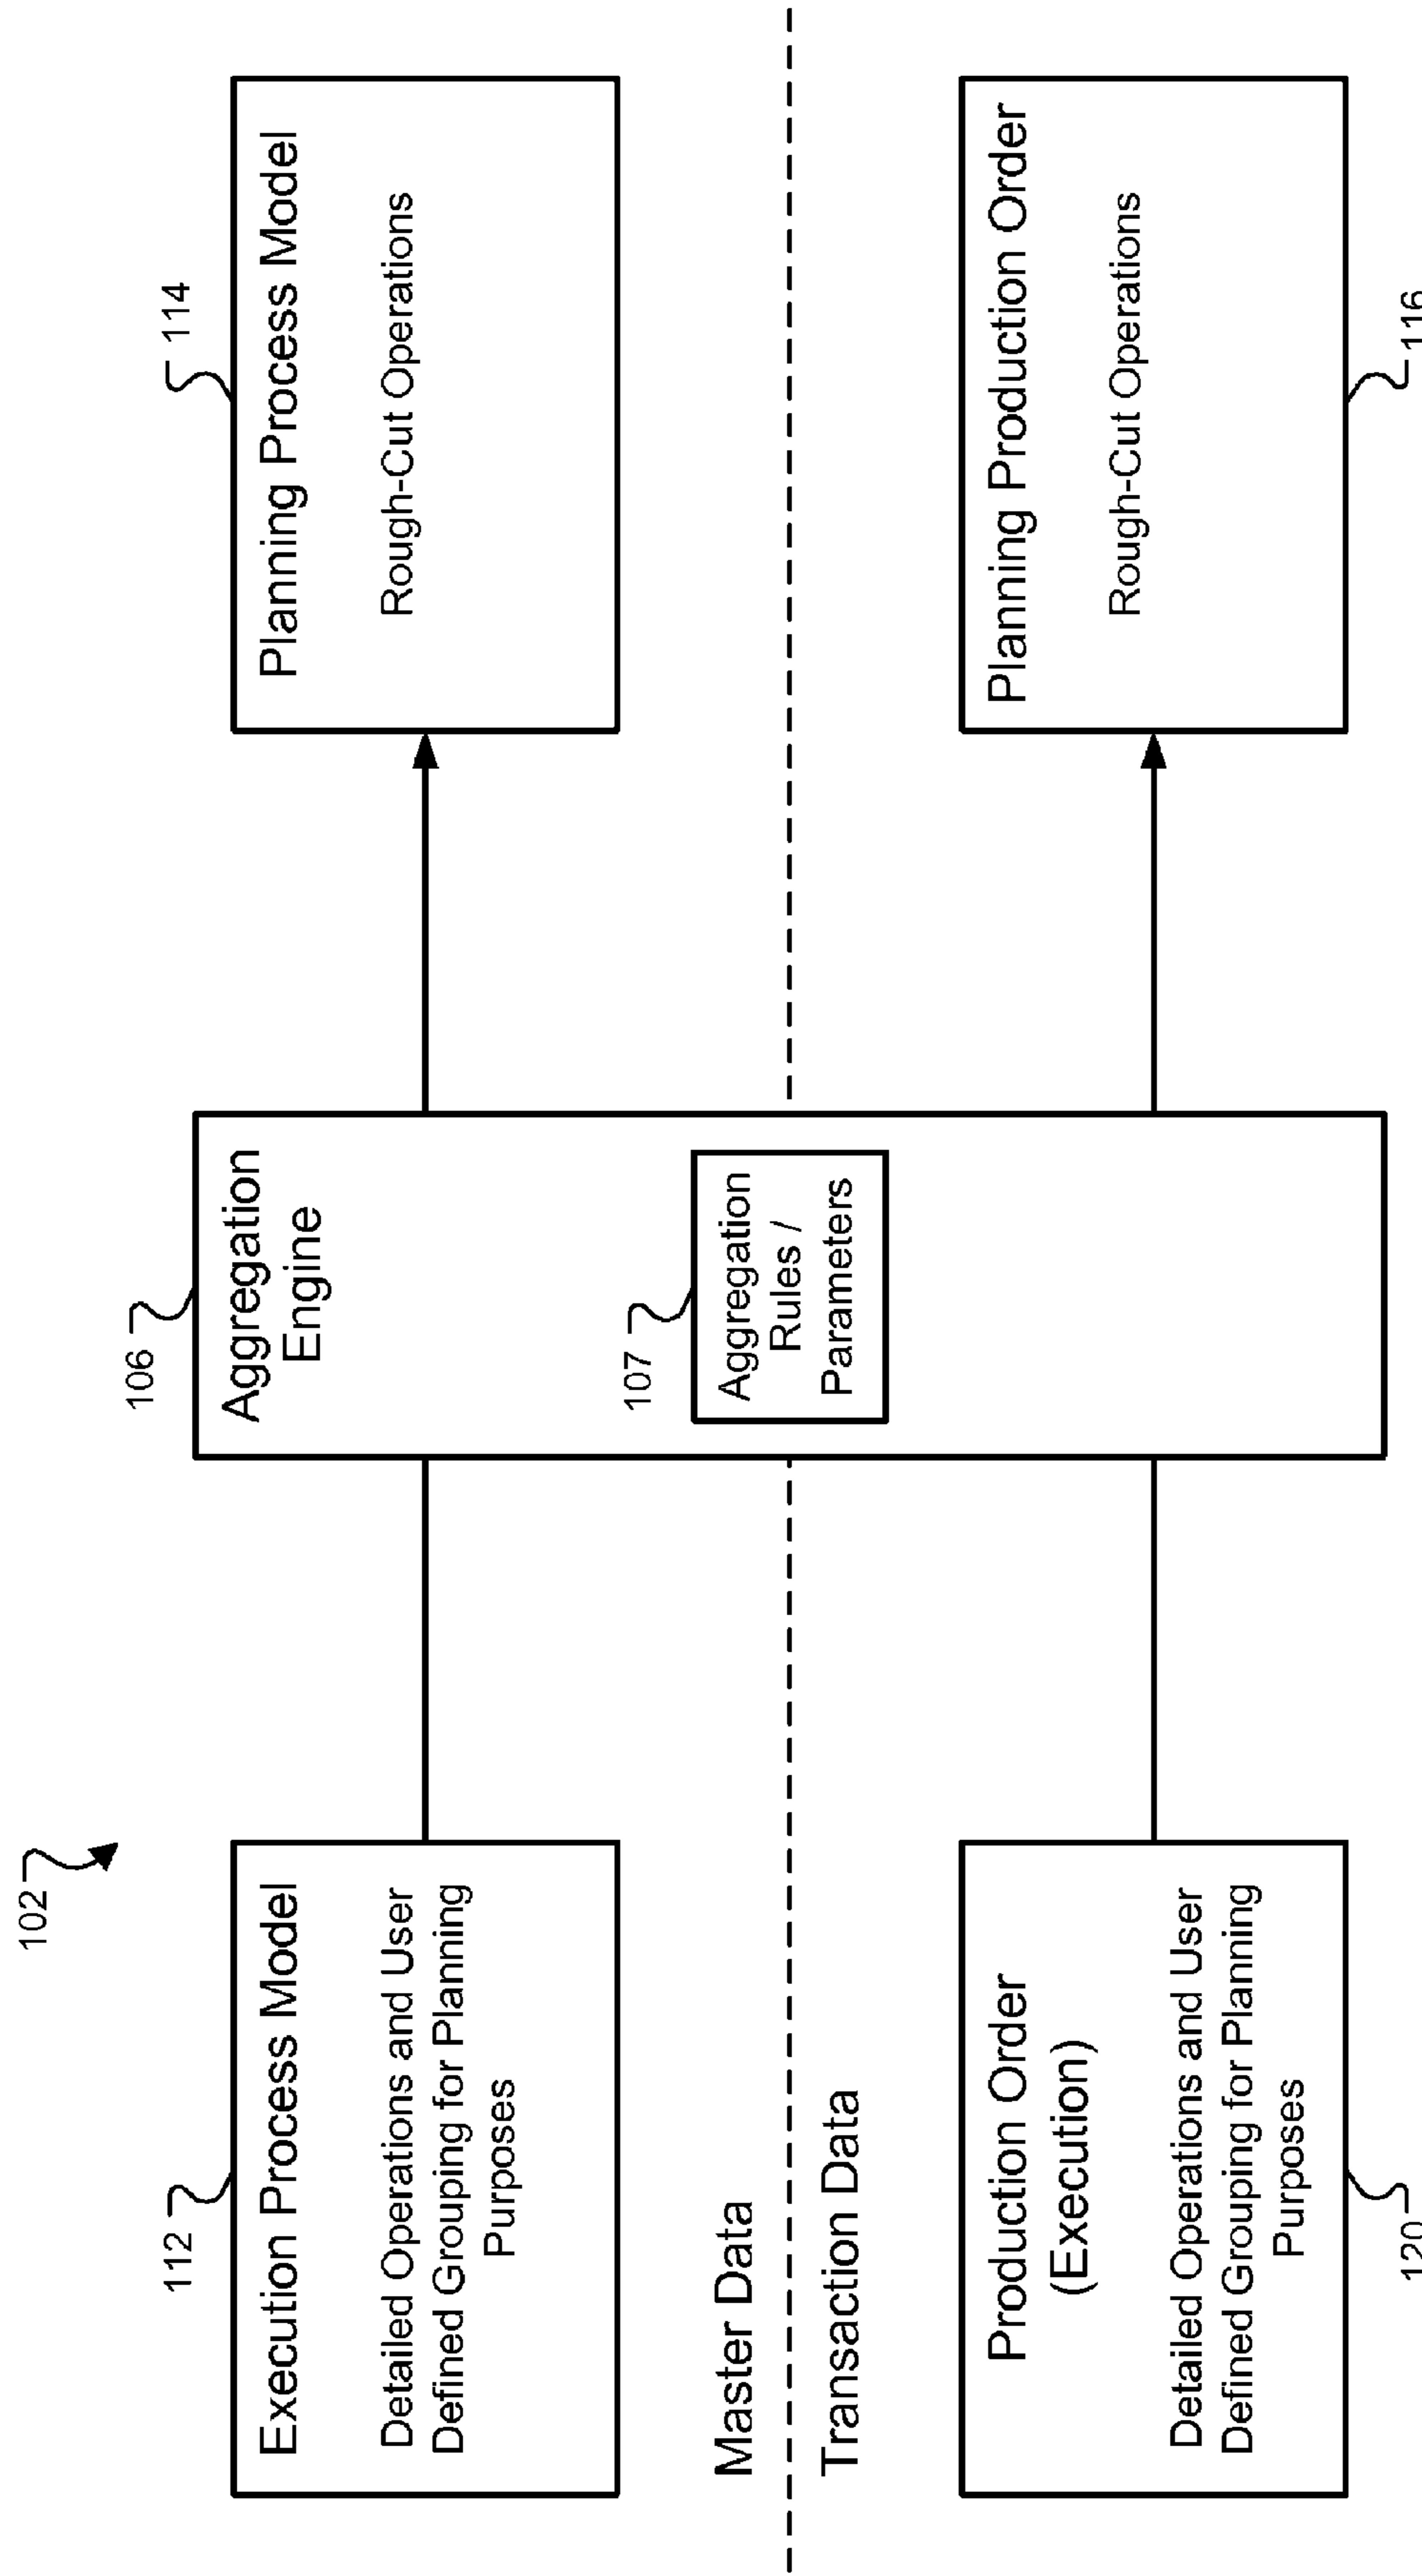 102
112
Execution Process Model
Detailed Operations and User
Defined Grouping for Planning
Purposes
106
Aggregation
Engine
107
Aggregation
Rules /
Parameters
114
Planning Process Model
Rough-Cut Operations
Master Data
Transaction Data
Production Order
(Execution)
Detailed Operations and User
Defined Grouping for Planning
Purposes
120
Planning Production Order
Rough-Cut Operations
116